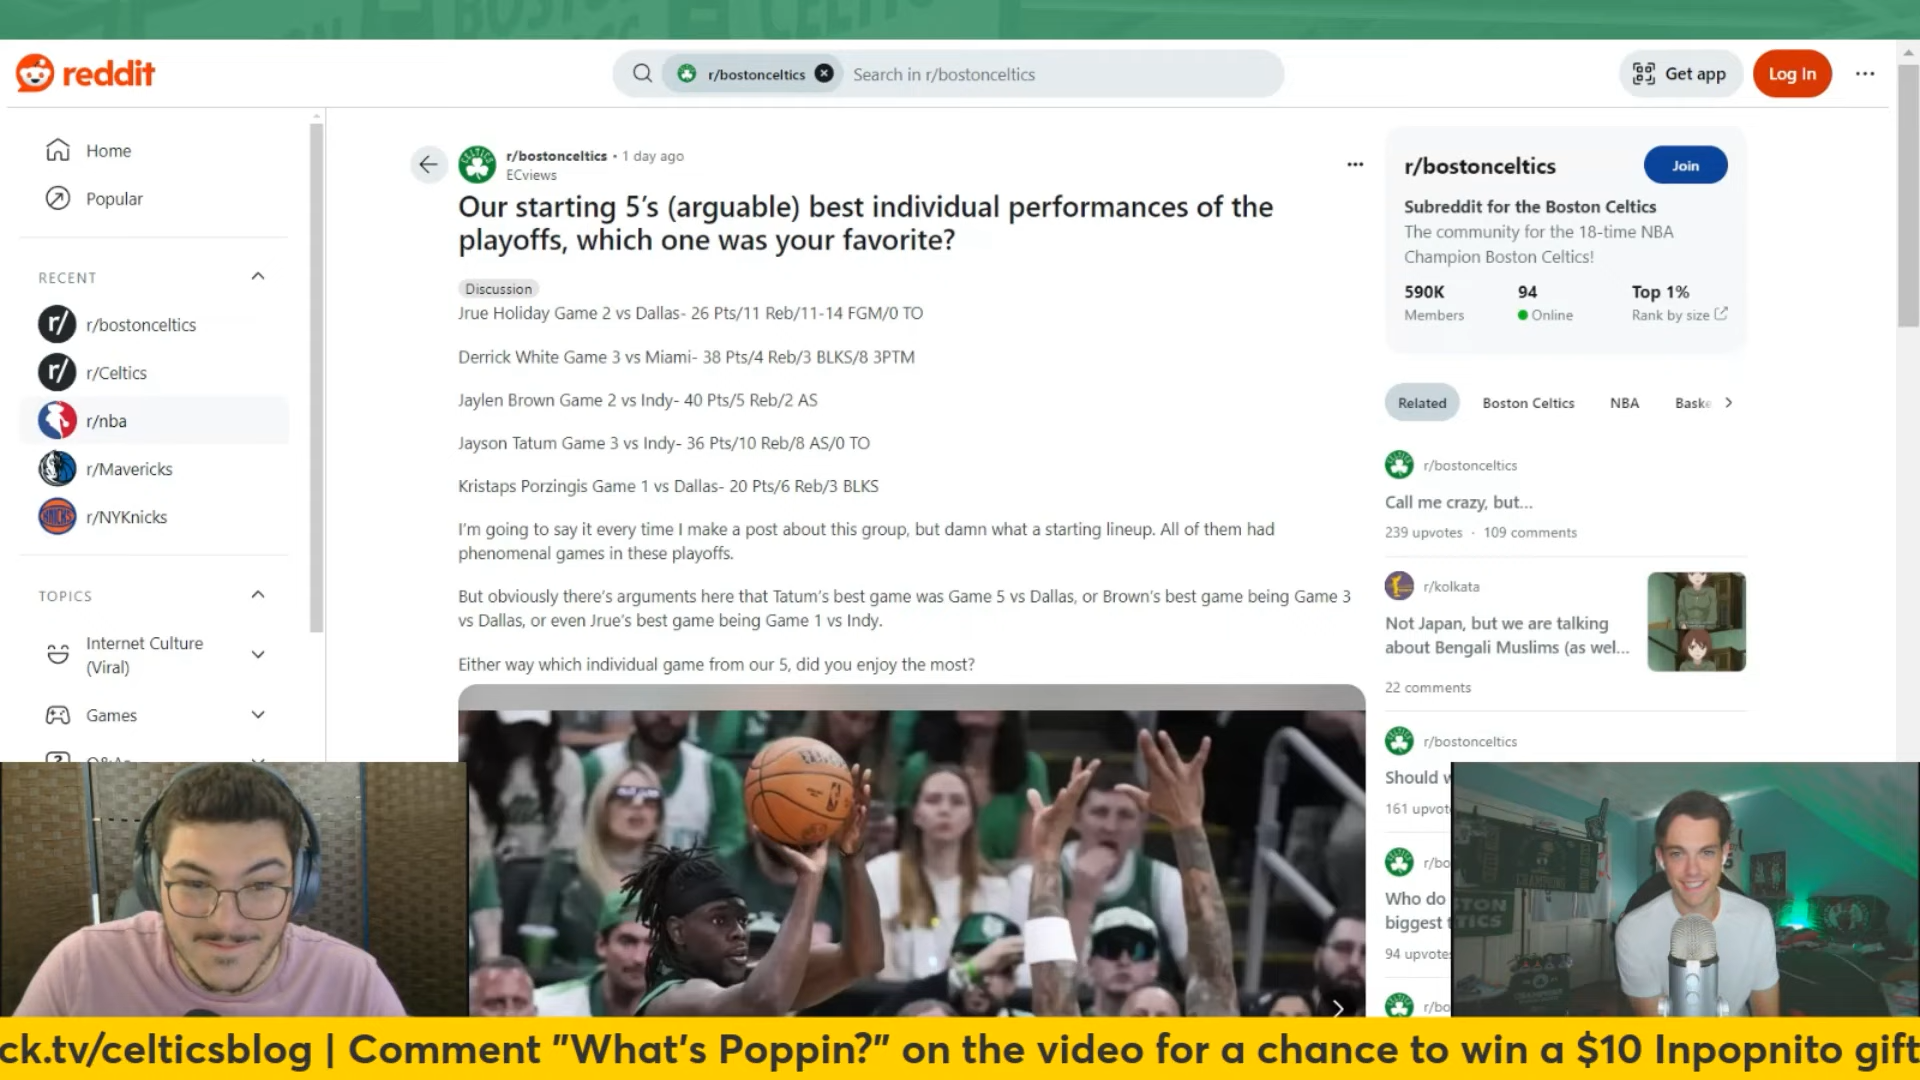 reddit
r/bostonceltics
Search in r/bostonceltics
Get app
Log In
Home
Popular
RECENT
r/bostonceltics
r/Celtics
r/nba
r/Mavericks
r/NYKnicks
TOPICS
Internet Culture
(Viral)
Games
r/bostonceltics • 1 day ago
ECviews
Our starting 5’s (arguable) best individual performances of the
playoffs, which one was your favorite?
Discussion
Jrue Holiday Game 2 vs Dallas- 26 Pts/11 Reb/11-14 FGM/0 TO
Derrick White Game 3 vs Miami- 38 Pts/4 Reb/3 BLKS/8 3PTM
Jaylen Brown Game 2 vs Indy- 40 Pts/5 Reb/2 AS
Jayson Tatum Game 3 vs Indy- 36 Pts/10 Reb/8 AS/0 TO
Kristaps Porzingis Game 1 vs Dallas- 20 Pts/6 Reb/3 BLKS
I’m going to say it every time I make a post about this group, but damn what a starting lineup. All of them had
phenomenal games in these playoffs.
But obviously there’s arguments here that Tatum’s best game was Game 5 vs Dallas, or Brown’s best game being Game 3
vs Dallas, or even Jrue’s best game being Game 1 vs Indy.
Either way which individual game from our 5, did you enjoy the most?
r/bostonceltics
Join
Subreddit for the Boston Celtics
The community for the 18-time NBA
Champion Boston Celtics!
590K
94
Top 1%
Members
Online
Rank by size
Related
Boston Celtics
NBA
Baske
r/bostonceltics
Call me crazy, but...
239 upvotes · 109 comments
r/kolkata
Not Japan, but we are talking
about Bengali Muslims (as wel...
22 comments
r/bostonceltics
Should w
161 upvot
r/bo
Who do
biggest t
94 upvote
r/bo
ck.tv/celticsblog | Comment "What's Poppin?" on the video for a chance to win a $10 Inpopnito gift